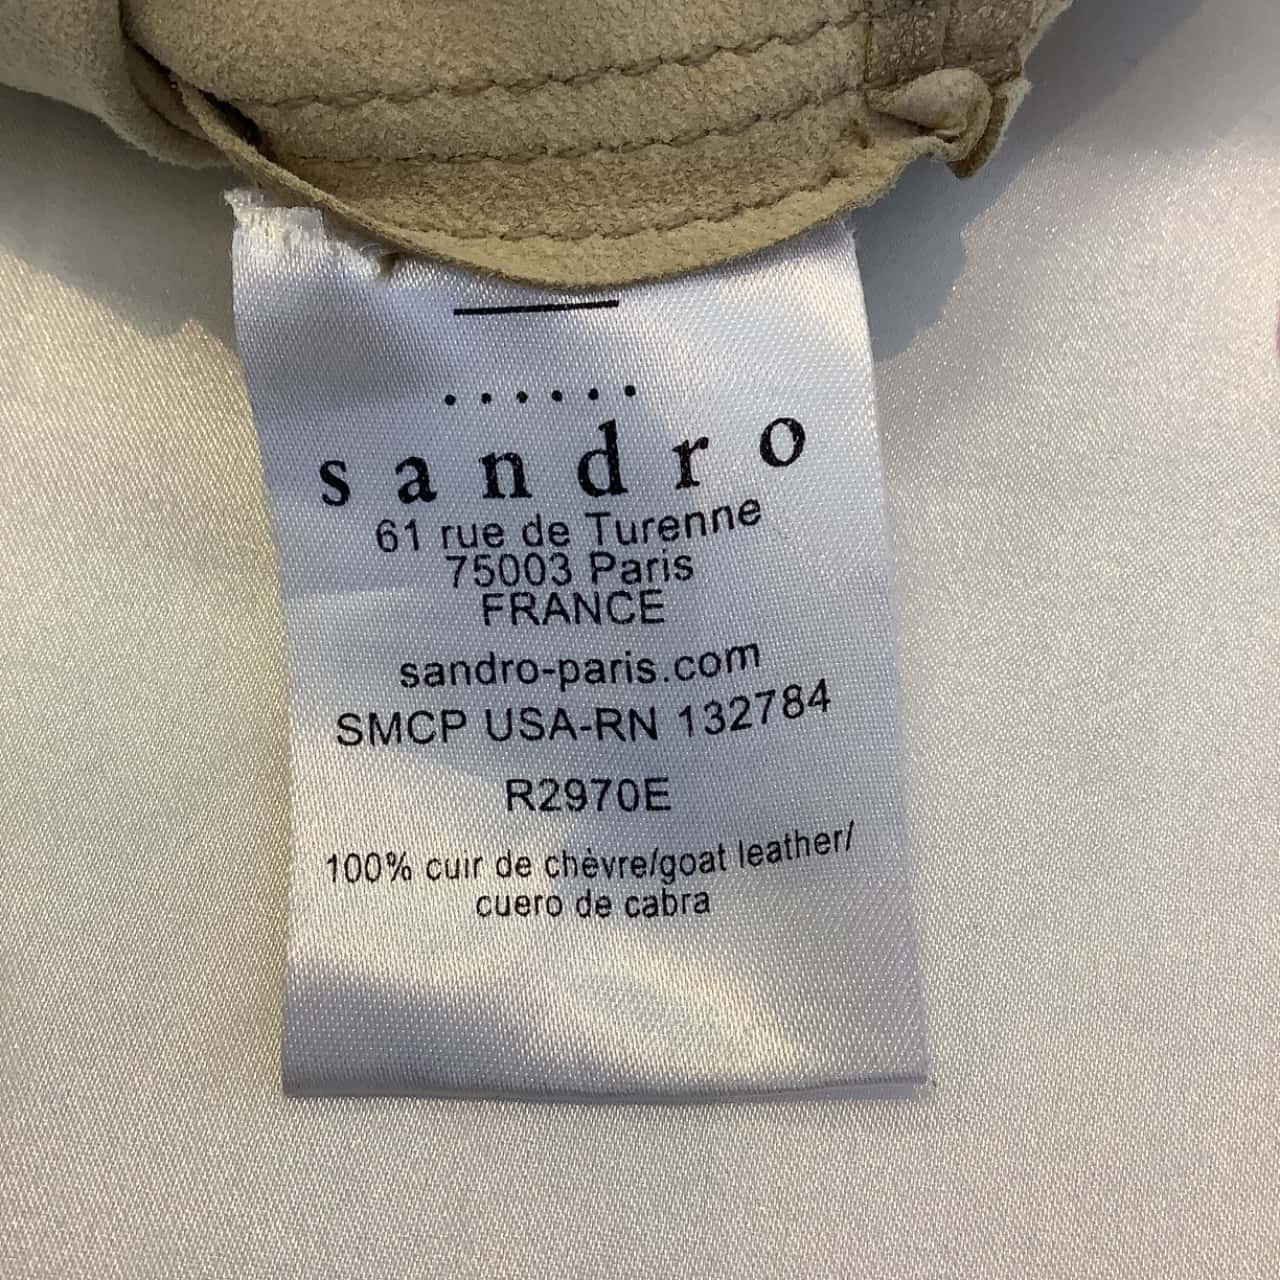 sandro
61 rue de Turenne
75003 Paris
FRANCE
sandro-paris.com
SMCP USA-RN 132784
R2970E
100% cuir de chèvre/goat leather/
cuero de cabra